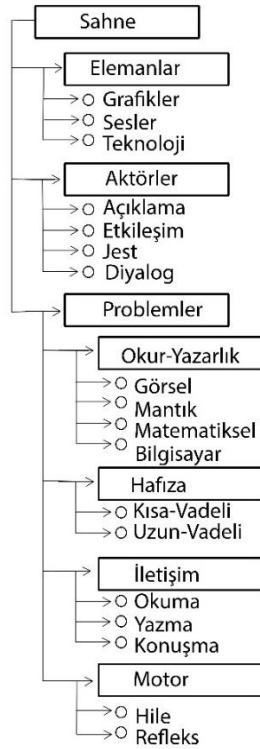 Sahne
Elemanlar
Grafikler
Sesler
Teknoloji
Aktörler
Açıklama
Etkileşim
Jest
Diyalog
Problemler
Okur-Yazarlık
Görsel
Mantık
Matematiksel
Bilgisayar
Hafıza
Kısa-Vadeli
Uzun-Vadeli
İletişim
Okuma
Yazma
Konuşma
Motor
Hile
Refleks